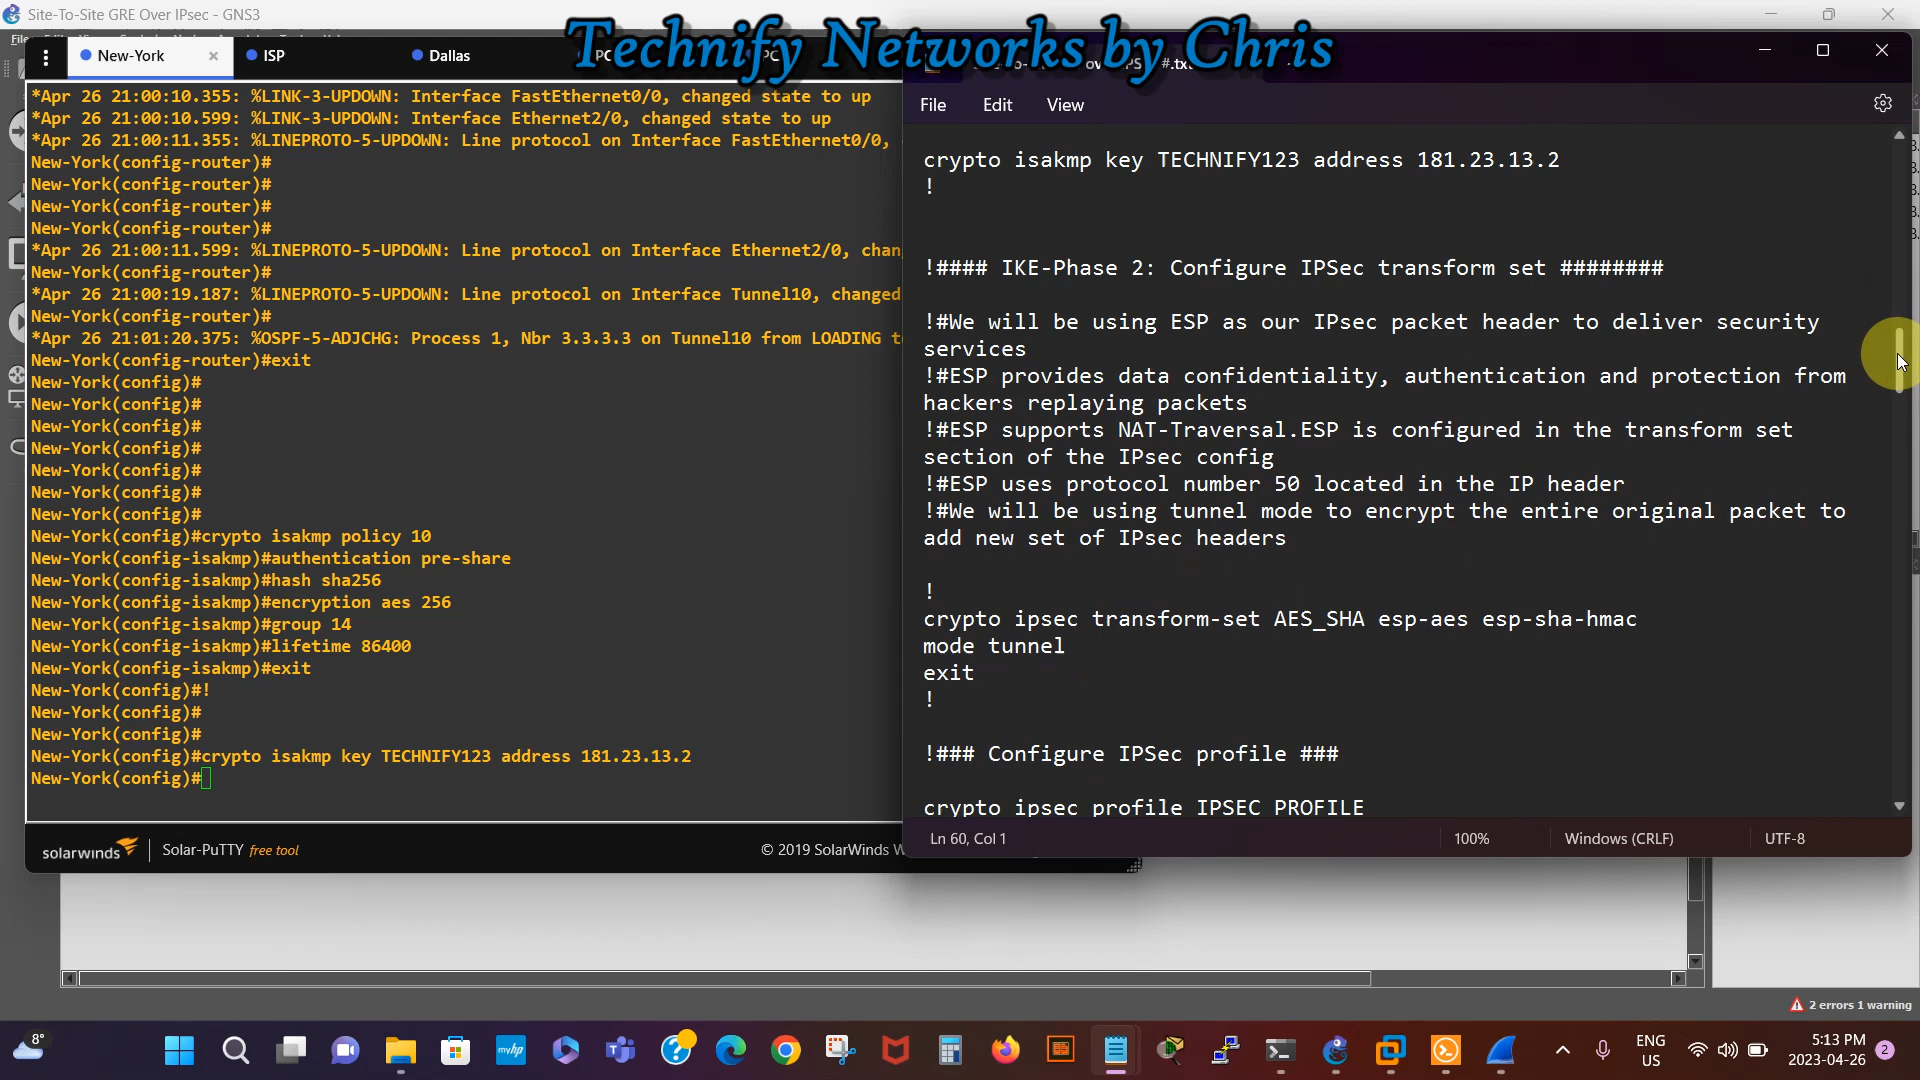 Site-To-Site GRE Over IPsec - GNS3
Technify Networks by Chris
New-York
ISP
Dallas
*Apr 26 21:00:10.355: %LINK-3-UPDOWN: Interface FastEthernet0/0, changed state to up
*Apr 26 21:00:10.599: %LINK-3-UPDOWN: Interface Ethernet2/0, changed state to up
*Apr 26 21:00:11.355: %LINEPROTO-5-UPDOWN: Line protocol on Interface FastEthernet0/0,
New-York(config-router)#
New-York(config-router)#
New-York(config-router)#
New-York(config-router)#
*Apr 26 21:00:11.599: %LINEPROTO-5-UPDOWN: Line protocol on Interface Ethernet2/0, chan
New-York(config-router)#
*Apr 26 21:00:19.187: %LINEPROTO-5-UPDOWN: Line protocol on Interface Tunnel10, changed
New-York(config-router)#
*Apr 26 21:01:20.375: %OSPF-5-ADJCHG: Process 1, Nbr 3.3.3.3 on Tunnel10 from LOADING t
New-York(config-router)#exit
New-York(config)#
New-York(config)#
New-York(config)#
New-York(config)#
New-York(config)#
New-York(config)#
New-York(config)#
New-York(config)#crypto isakmp policy 10
New-York(config-isakmp)#authentication pre-share
New-York(config-isakmp)#hash sha256
New-York(config-isakmp)#encryption aes 256
New-York(config-isakmp)#group 14
New-York(config-isakmp)#lifetime 86400
New-York(config-isakmp)#exit
New-York(config)#!
New-York(config)#
New-York(config)#
New-York(config)#crypto isakmp key TECHNIFY123 address 181.23.13.2
New-York(config)#
solarwinds
Solar-PuTTY free tool
© 2019 SolarWinds W
File Edit View
crypto isakmp key TECHNIFY123 address 181.23.13.2
!
!#### IKE-Phase 2: Configure IPSec transform set ########
!#We will be using ESP as our IPsec packet header to deliver security
services
!#ESP provides data confidentiality, authentication and protection from
hackers replaying packets
!#ESP supports NAT-Traversal.ESP is configured in the transform set
section of the IPsec config
!#ESP uses protocol number 50 located in the IP header
!#We will be using tunnel mode to encrypt the entire original packet to
add new set of IPsec headers
!
crypto ipsec transform-set AES_SHA esp-aes esp-sha-hmac
mode tunnel
exit
!
!### Configure IPSec profile ###
crypto ipsec profile IPSEC PROFILE
Ln 60, Col 1
100%
Windows (CRLF)
UTF-8
2 errors 1 warning
8°
myhp
ENG
US
5:13 PM
2023-04-26
2